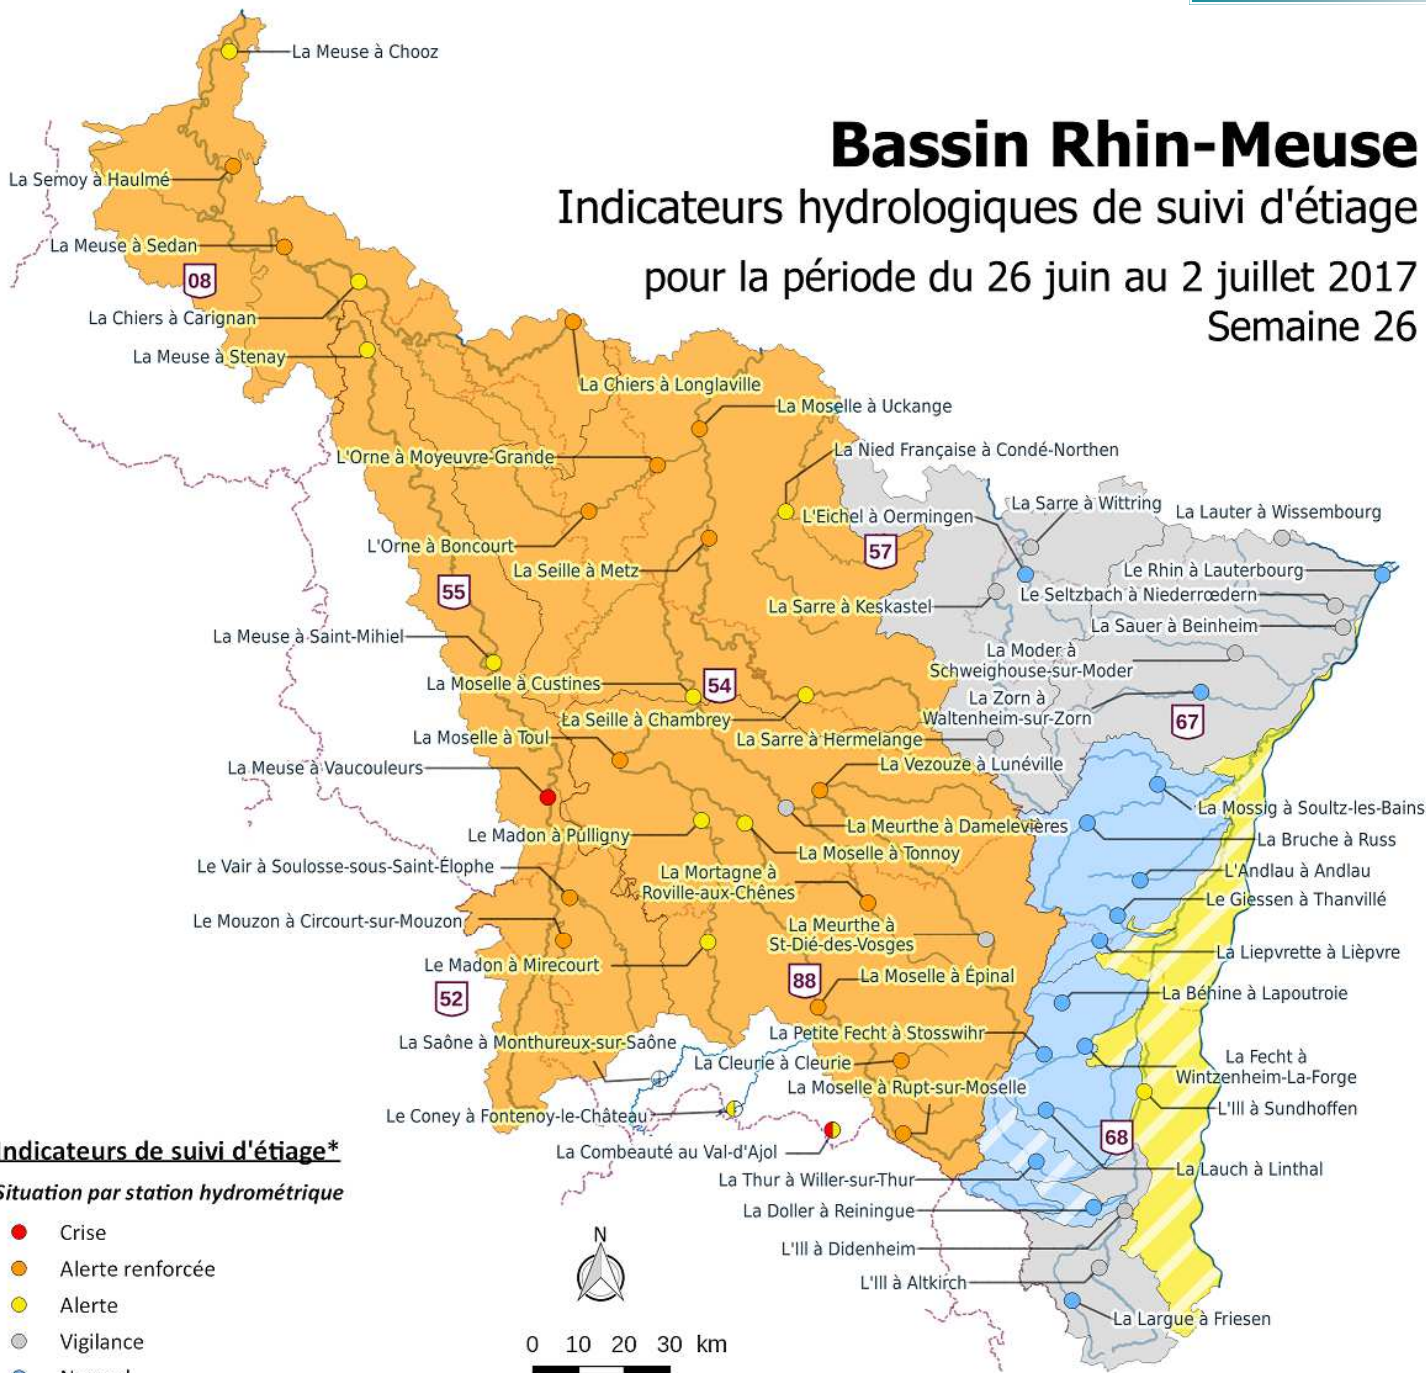 Bassin Rhin-Meuse
Indicateurs hydrologiques de suivi d'étiage
pour la période du 26 juin au 2 juillet 2017
Semaine 26
La Meuse à Chooz
La Semoy à Haulmé
La Meuse à Sedan
08
La Chiers à Carignan
La Meuse à Stenay
La Chiers à Longlaville
La Moselle à Uckange
La Nied Française à Condé-Northen
L'Orne à Moyeuvre-Grande
La Sarre à Wittring
La Lauter à Wissembourg
L'Eichel à Oermingen
L'Orne à Boncourt
57
La Seille à Metz
Le Rhin à Lauterbourg
55
Le Seltzbach à Niederrœdern
La Sarre à Keskastel
La Sauer à Beinheim
La Meuse à Saint-Mihiel
La Moder à
Schweighouse-sur-Moder
La Moselle à Custines
54
La Zorn à
Waltenheim-sur-Zorn
La Seille à Chambrey
67
La Moselle à Toul
La Sarre à Hermelange
La Vezouze à Lunéville
La Meuse à Vaucouleurs
La Mossig à Soultz-les-Bains
La Meurthe à Damelevières
Le Madon à Pulligny
La Bruche à Russ
La Moselle à Tonnoy
Le Vair à Soulosse-sous-Saint-Élophe
La Mortagne à
Roville-aux-Chênes
L'Andlau à Andlau
Le Giessen à Thanvillé
Le Mouzon à Circourt-sur-Mouzon
La Meurthe à
St-Dié-des-Vosges
La Liepvrette à Lièpvre
Le Madon à Mirecourt
88
La Moselle à Épinal
52
La Béhine à Lapoutroie
La Petite Fecht à Stosswihr
La Saône à Monthureux-sur-Saône
La Cleurie à Cleurie
La Fecht à
Wintzenheim-La-Forge
La Moselle à Rupt-sur-Moselle
L'Ill à Sundhoffen
Le Coney à Fontenoy-le-Château
68
La Combeauté au Val-d'Ajol
La Lauch à Linthal
La Thur à Willer-sur-Thur
La Doller à Reiningue
L'Ill à Didenheim
L'Ill à Altkirch
La Largue à Friesen
Indicateurs de suivi d'étiage*
Situation par station hydrométrique
Crise
Alerte renforcée
Alerte
Vigilance
N
0 10 20 30 km